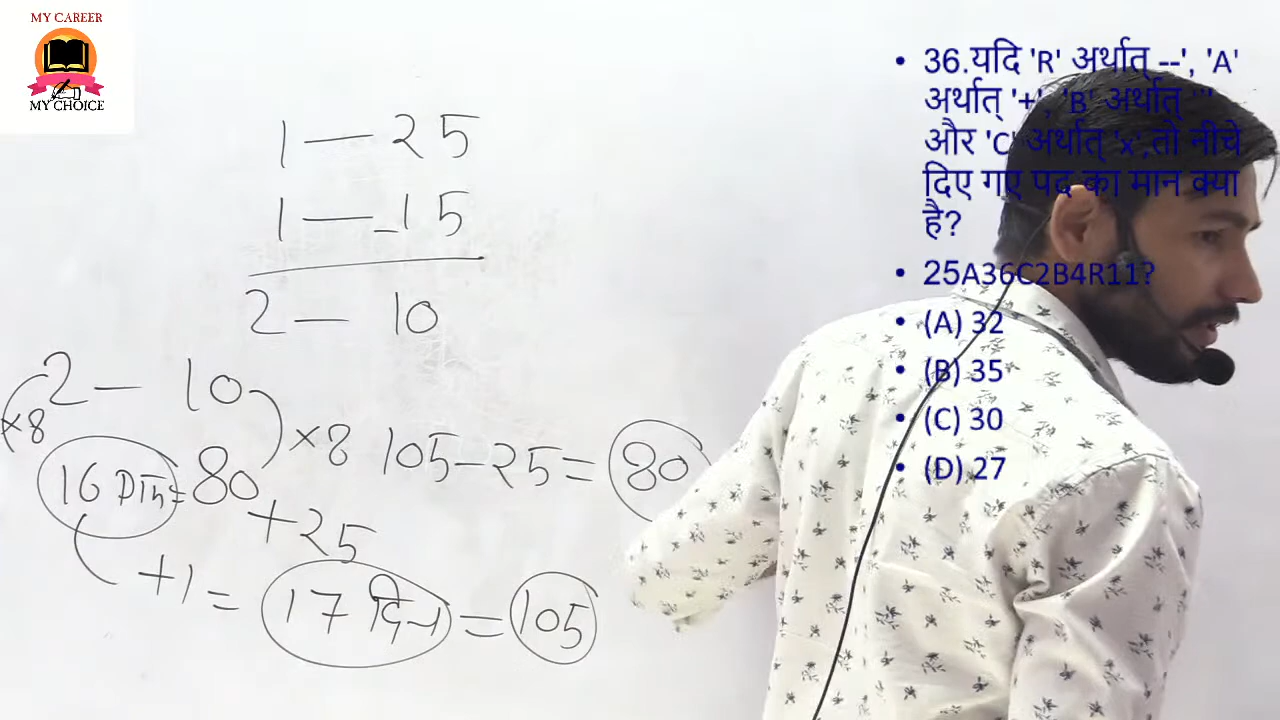 MY CAREER
MY CHOICE
1 — 25
1 — -15
2 — 10
2 — 10
×8
×8
105-25=80
16 दिन=80
+25
+1=
17 दिन=105
• 36.यदि 'R' अर्थात् --', 'A'
अर्थात् '+', 'B' अर्थात्
और 'C' अर्थात् 'x',तो नीचे
दिए गए पद का मान क्या
है?
• 25A36C2B4R11?
• (A) 32
• (B) 35
• (C) 30
• (D) 27